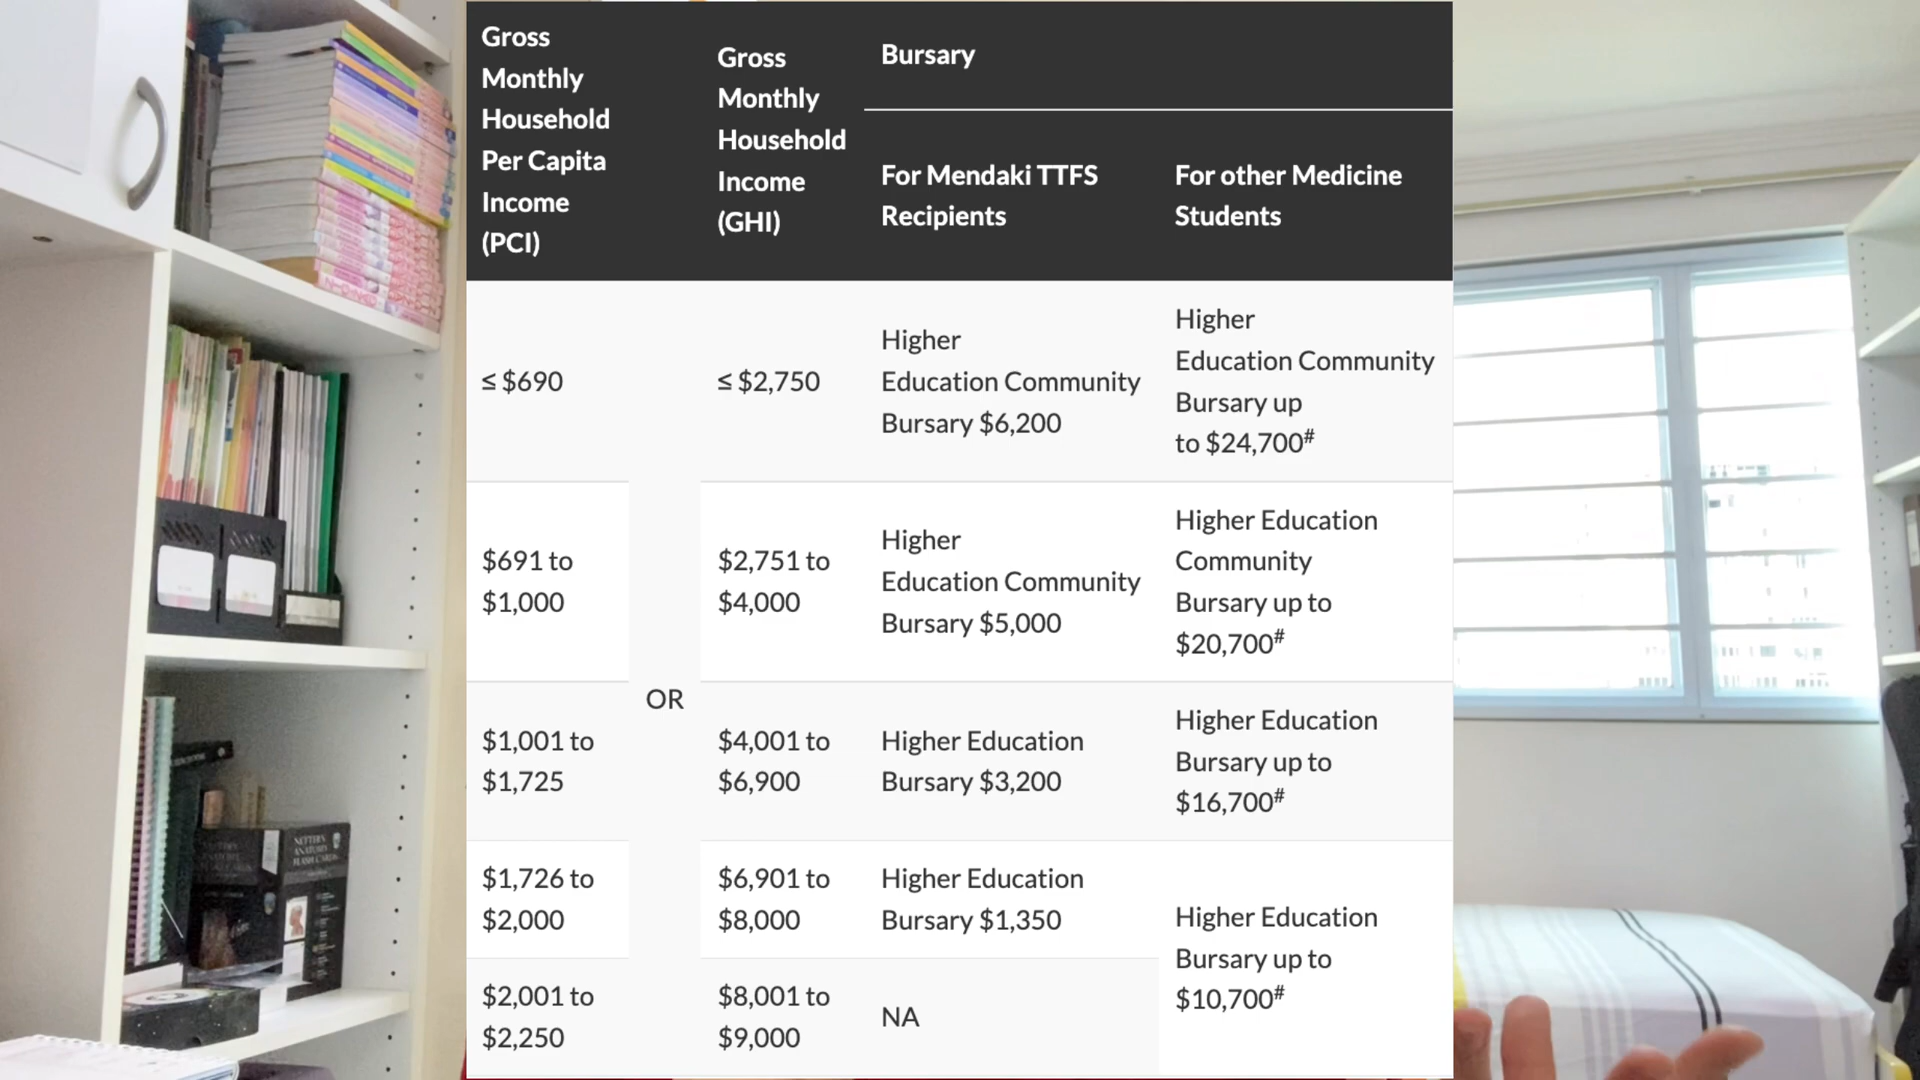 Gross
Monthly
Household
Per Capita
Income
(PCI)
Gross
Monthly
Household
Income
(GHI)
Bursary
For Mendaki TTFS
Recipients
For other Medicine
Students
≤ $690
OR
≤ $2,750
Higher
Education Community
Bursary $6,200
Higher
Education Community
Bursary up
to $24,700#
$691 to
$1,000
$2,751 to
$4,000
Higher
Education Community
Bursary $5,000
Higher Education
Community
Bursary up to
$20,700#
$1,001 to
$1,725
$4,001 to
$6,900
Higher Education
Bursary $3,200
Higher Education
Bursary up to
$16,700#
$1,726 to
$2,000
$6,901 to
$8,000
Higher Education
Bursary $1,350
Higher Education
Bursary up to
$10,700#
$2,001 to
$2,250
$8,001 to
$9,000
NA
NETTER'S
ANATOMY
FLASH CARDS